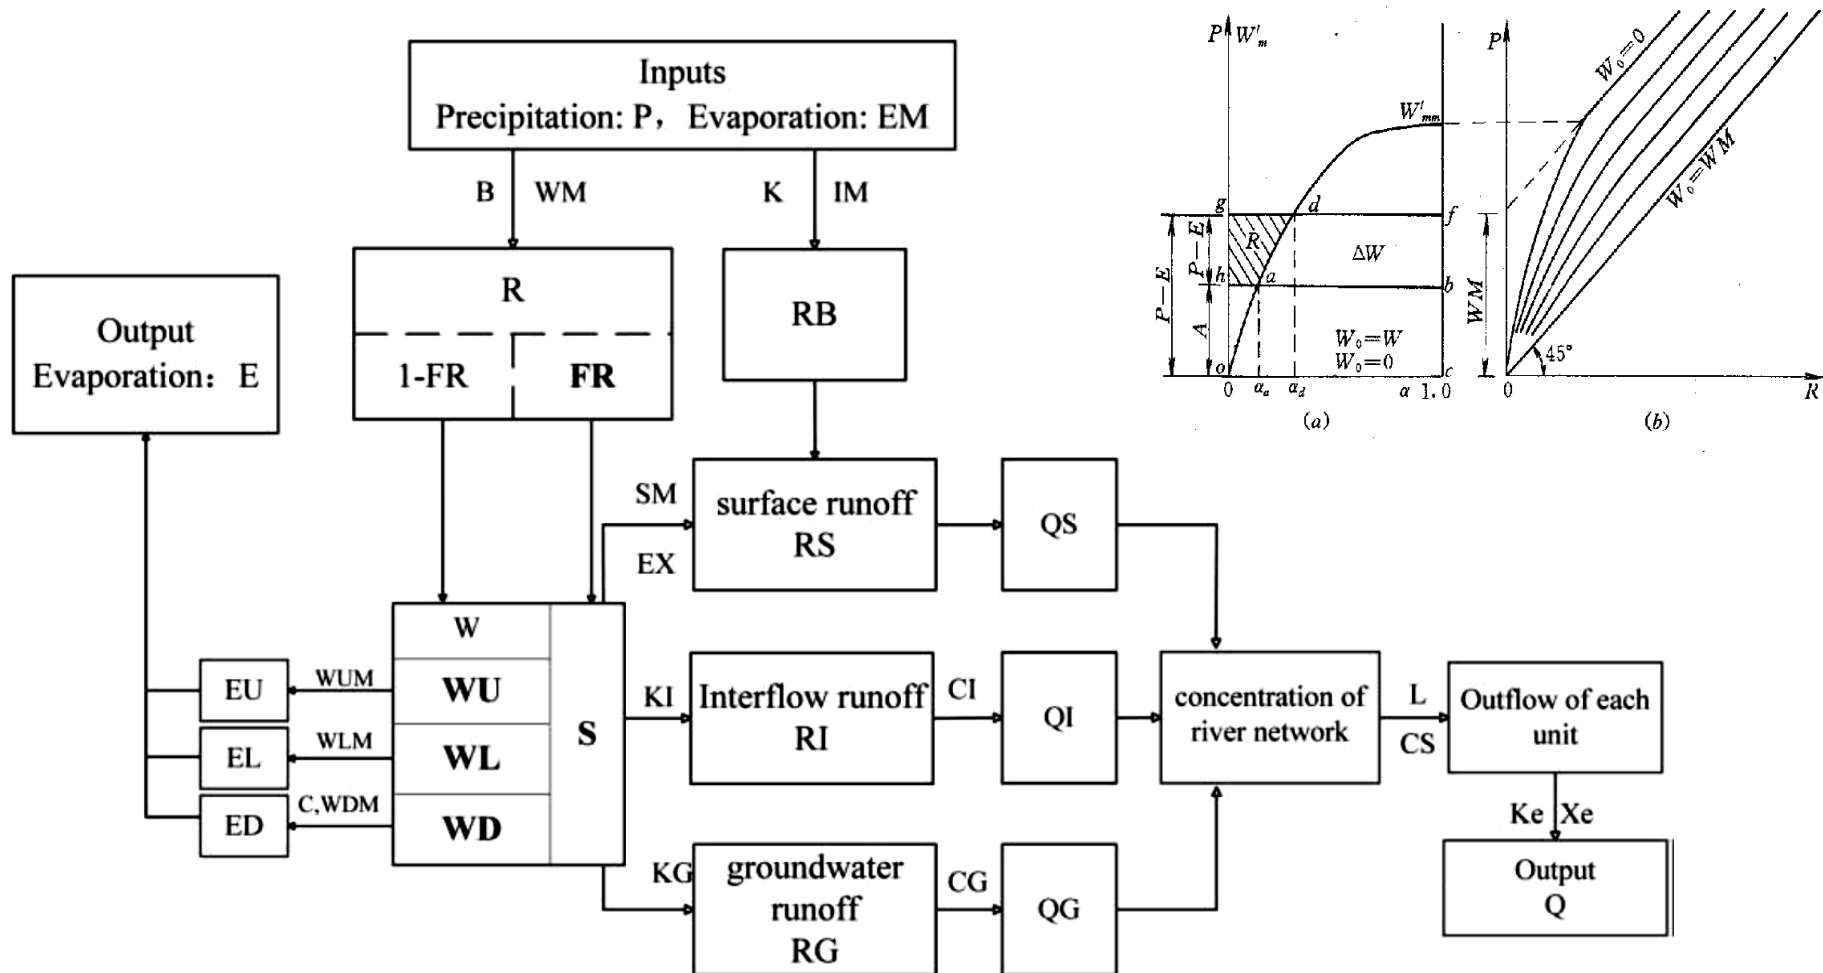 Inputs
Precipitation: P, Evaporation: EM
B
WM
K
IM
R
1-FR
FR
RB
Output
Evaporation: E
SM
EX
surface runoff
RS
QS
W
WU
WL
WD
S
EU
WUM
EL
WLM
ED
C,WDM
KI
Interflow runoff
RI
CI
QI
concentration of
river network
L
CS
Outflow of each
unit
Ke
Xe
Output
Q
KG
groundwater
runoff
RG
CG
QG
P
W'm
W'mm
g
d
f
R
ΔW
h
a
b
P−E
P−E
A
W₀=W
W₀=0
o
c
0
αa
αd
α
1.0
(a)
P
W₀=0
W₀=WM
WM
45°
0
R
(b)